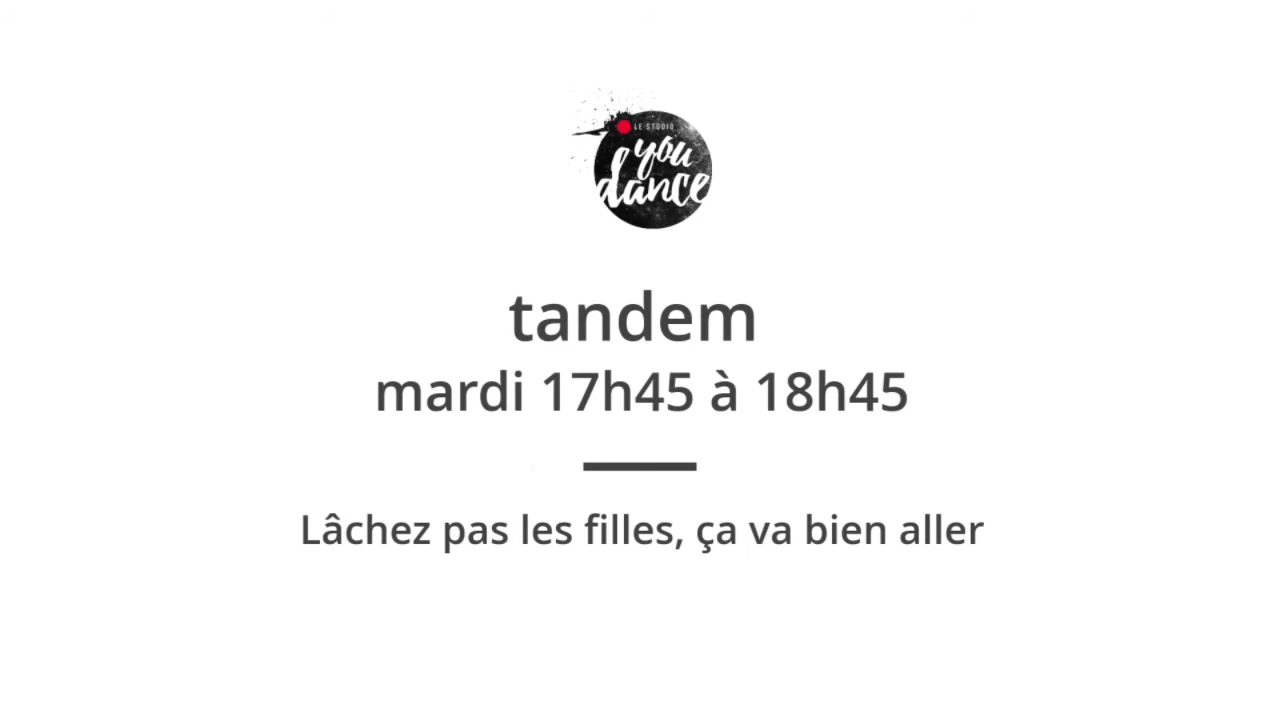 LE STUDIO
you
dance
tandem
mardi 17h45 à 18h45
Lâchez pas les filles, ça va bien aller